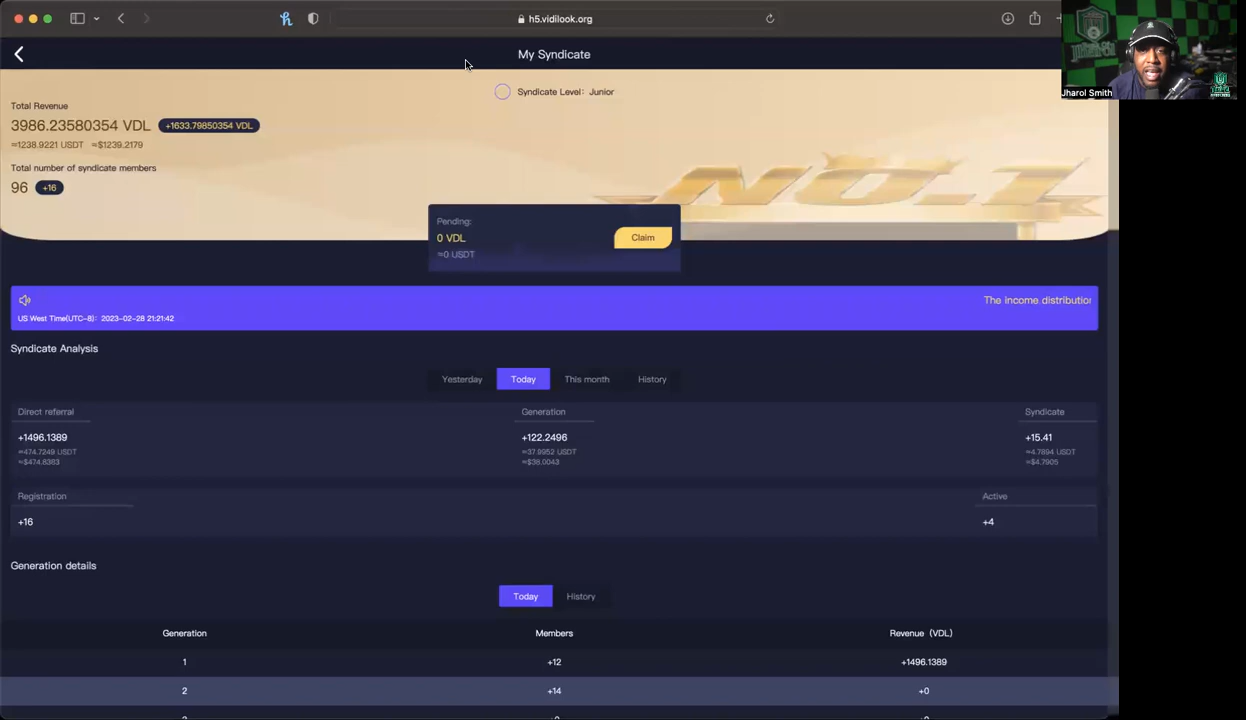 h5.vidilook.org
My Syndicate
Jharol Smith
Syndicate Level: Junior
Total Revenue
3986.23580354 VDL +1633.79850354 VDL
≈1238.9221 USDT ≈$1239.2179
Total number of syndicate members
96 +16
NO.1
Pending:
0 VDL
≈0 USDT
Claim
The income distribution
US West Time(UTC-8): 2023-02-28 21:21:42
Syndicate Analysis
Yesterday Today This month History
Direct referral Generation Syndicate
+1496.1389 +122.2496 +15.41
≈474.7249 USDT ≈37.9952 USDT ≈4.7894 USDT
≈$474.8383 ≈$38.0043 ≈$4.7905
Registration Active
+16 +4
Generation details
Today History
Generation Members Revenue (VDL)
1 +12 +1496.1389
2 +14 +0